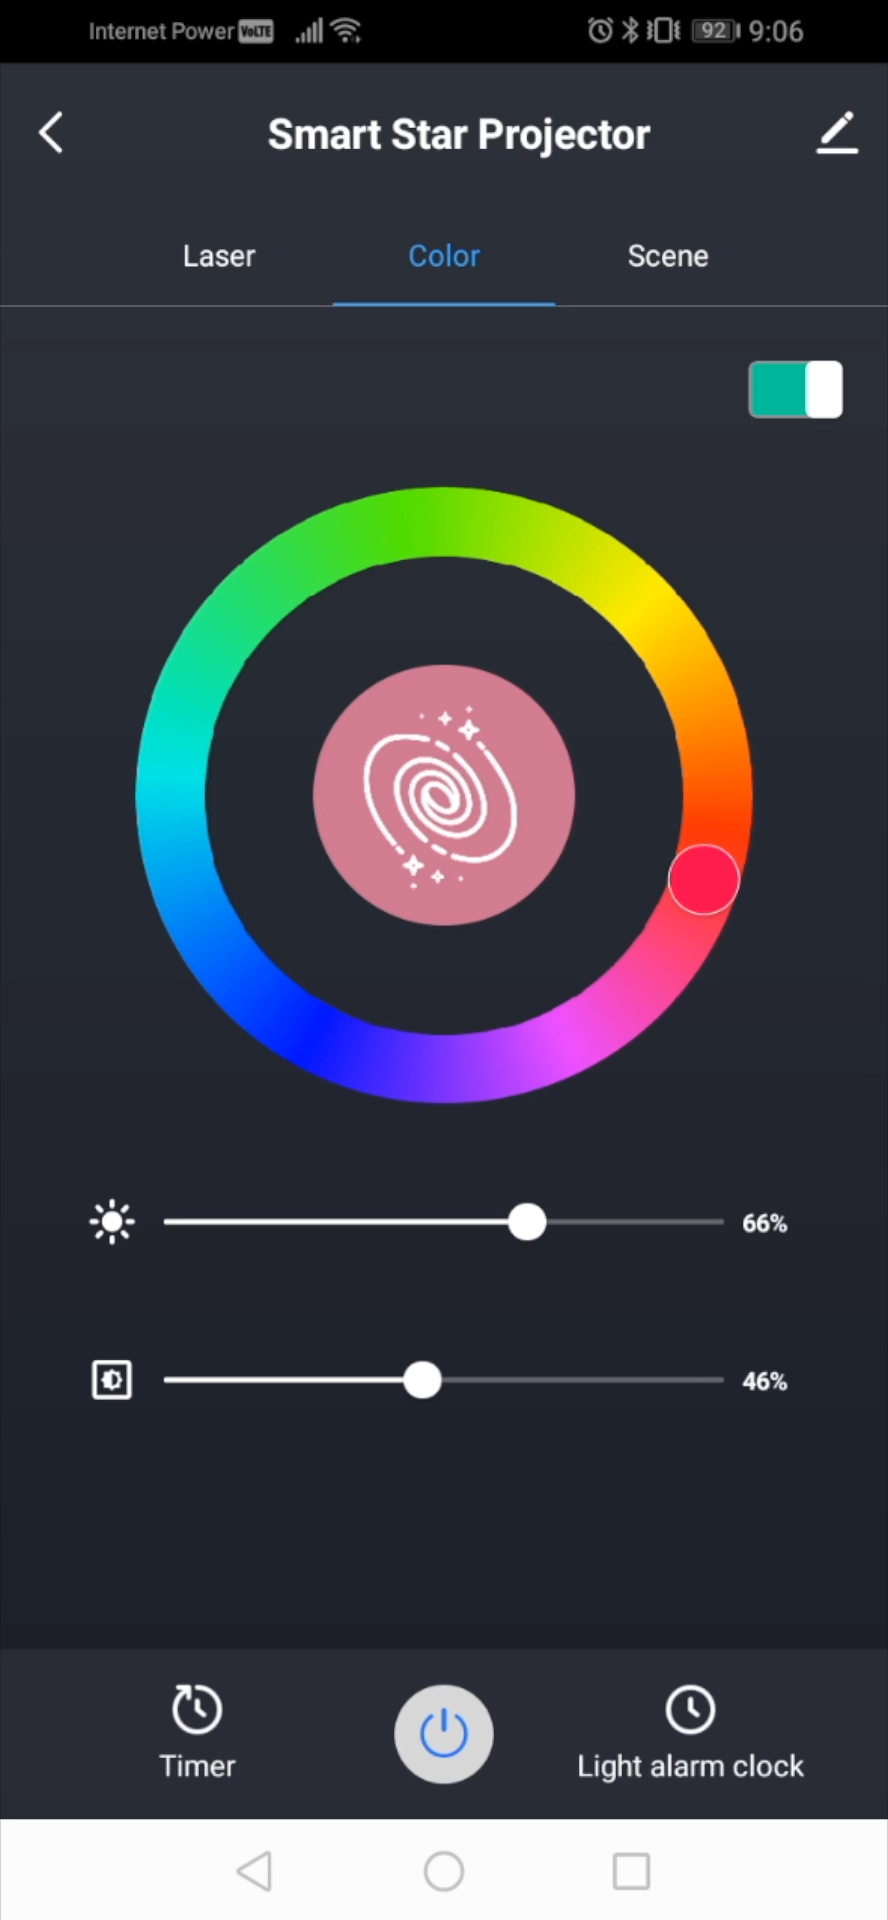 Internet Power VoLTE 92 9:06
Smart Star Projector
Laser Color Scene
66%
46%
Timer Light alarm clock